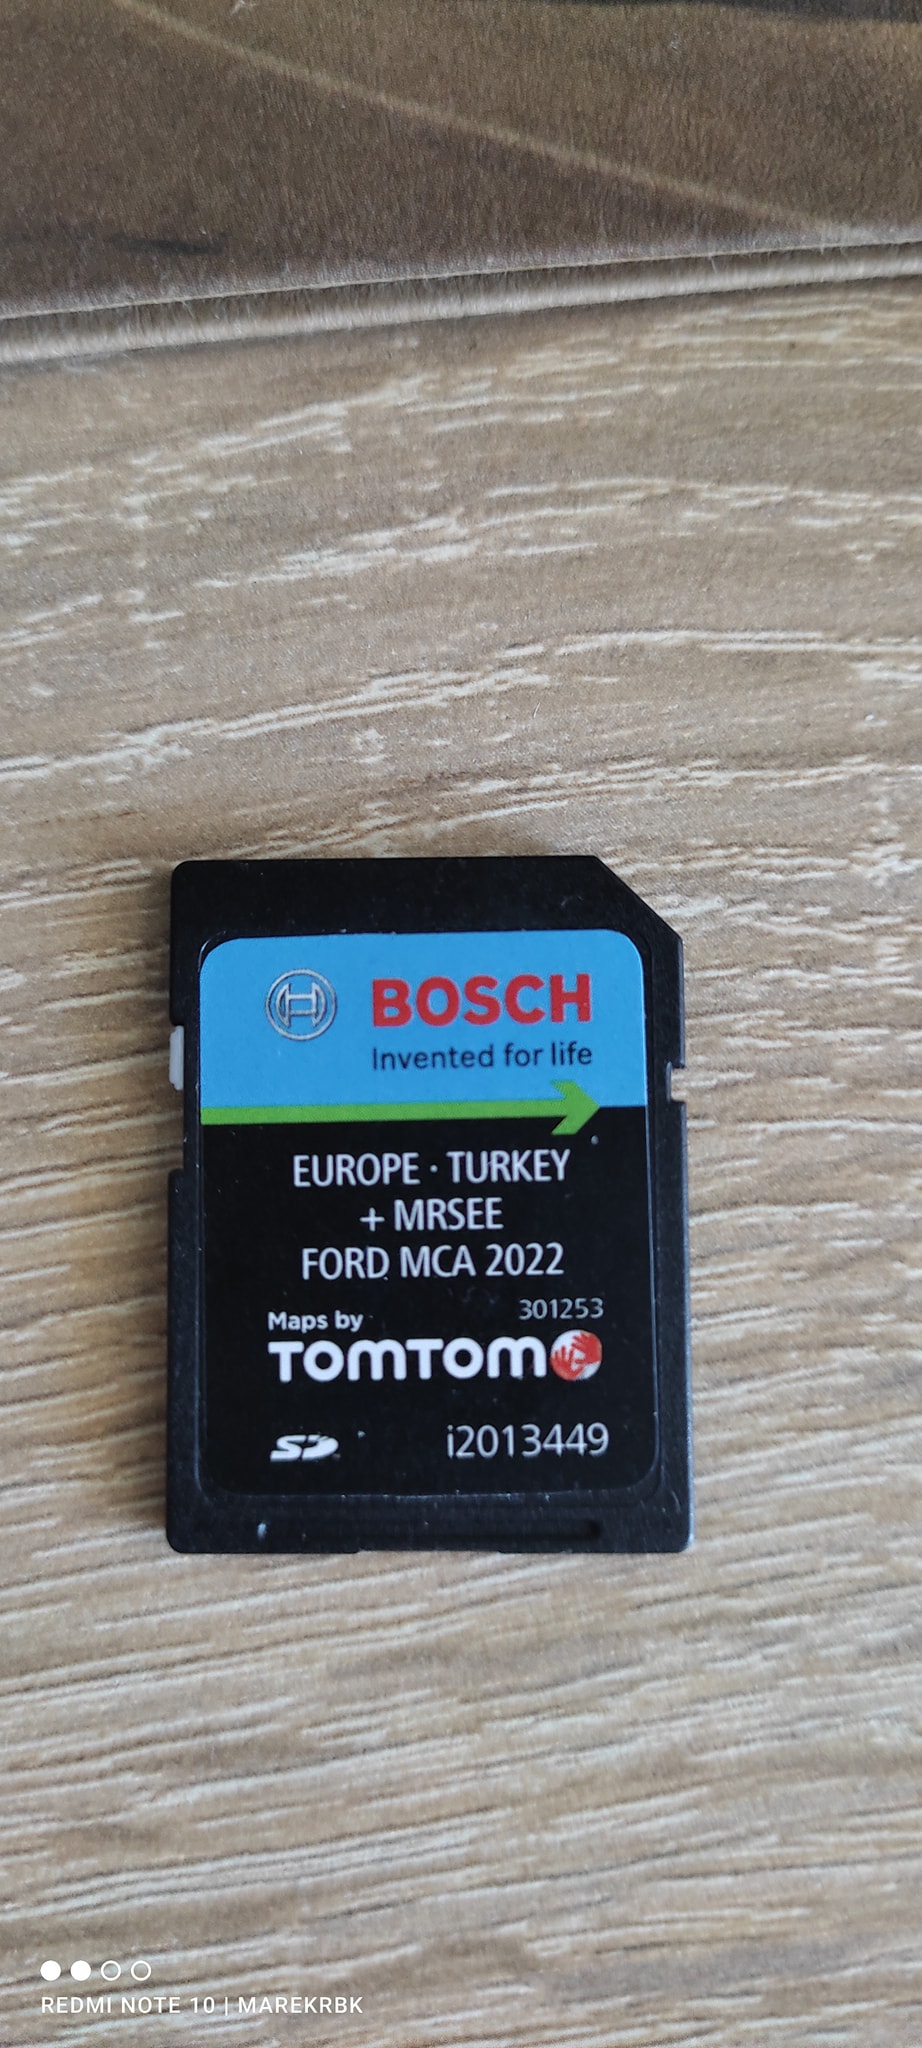 BOSCH
Invented for life
EUROPE · TURKEY
+ MRSEE
FORD MCA 2022
301253
Maps by
TOMTOM
SD
i2013449
REDMI NOTE 10 | MAREKRBK